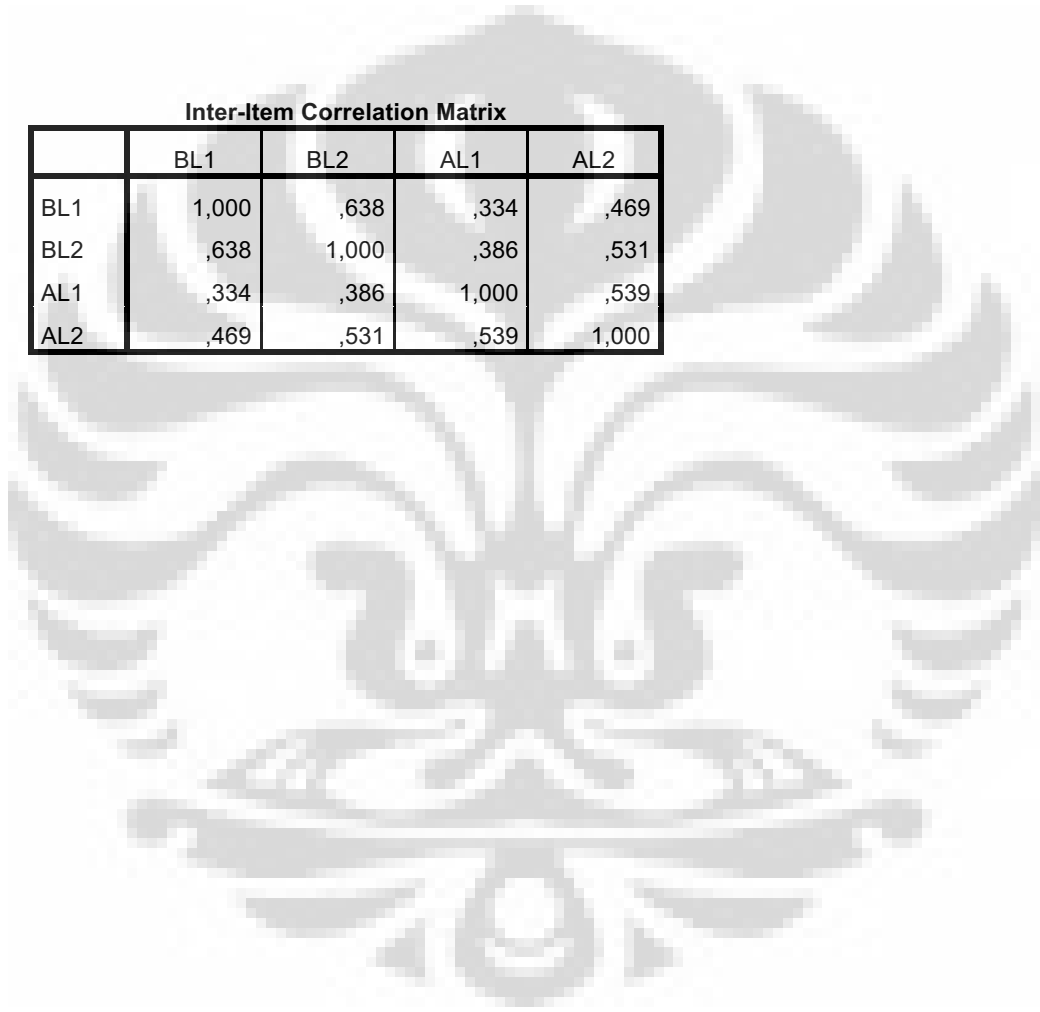 Inter-Item Correlation Matrix
BL1 BL2 AL1 AL2
BL1 1,000 ,638 ,334 ,469
BL2 ,638 1,000 ,386 ,531
AL1 ,334 ,386 1,000 ,539
AL2 ,469 ,531 ,539 1,000